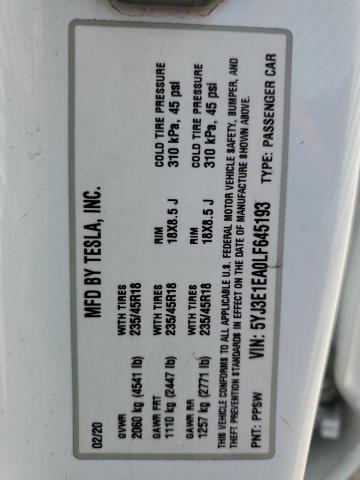 02/20 MFD BY TESLA, INC.
GVWR WITH TIRES RIM COLD TIRE PRESSURE
2060 kg (4541 lb) 235/45R18 18X8.5 J 310 kPa, 45 psi
GAWR FRT WITH TIRES RIM COLD TIRE PRESSURE
1110 kg (2447 lb) 235/45R18 18X8.5 J 310 kPa, 45 psi
GAWR RR WITH TIRES
1257 kg (2771 lb) 235/45R18
THIS VEHICLE CONFORMS TO ALL APPLICABLE U.S. FEDERAL MOTOR VEHICLE SAFETY, BUMPER, AND
THEFT PREVENTION STANDARDS IN EFFECT ON THE DATE OF MANUFACTURE SHOWN ABOVE.
PNT: PPSW VIN: 5YJ3E1EA0LF645193 TYPE: PASSENGER CAR